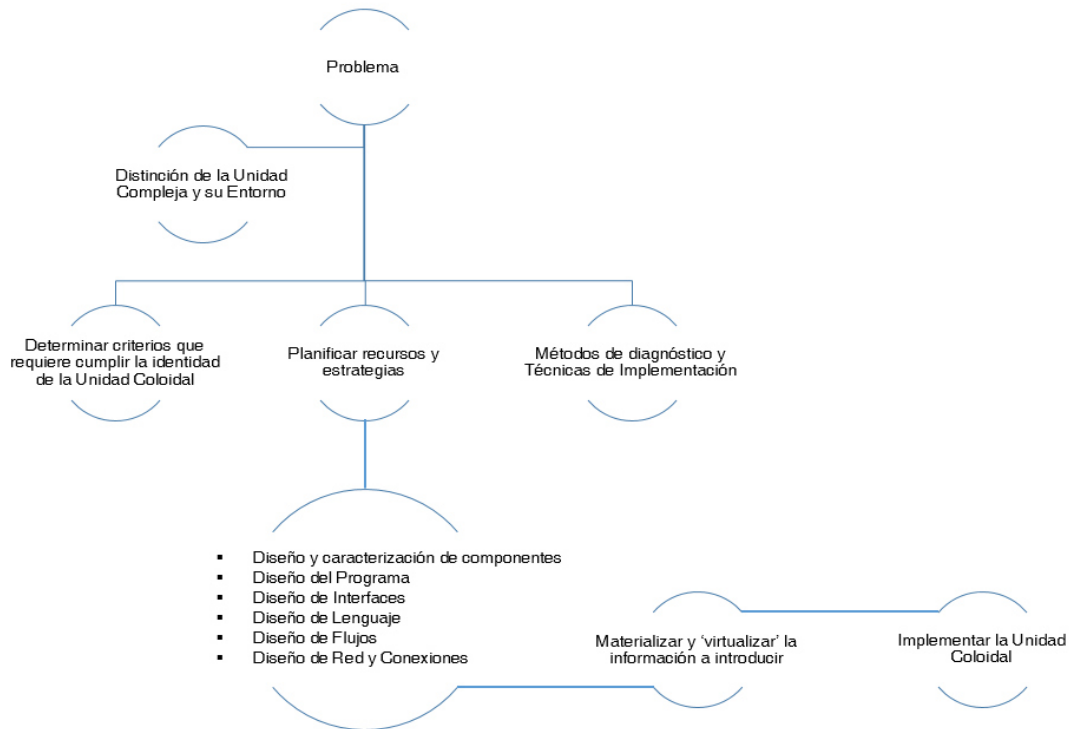 Problema
Distinción de la Unidad
Compleja y su Entorno
Determinar criterios que
requiere cumplir la identidad
de la Unidad Coloidal
Planificar recursos y
estrategias
Métodos de diagnóstico y
Técnicas de Implementación
▪ Diseño y caracterización de componentes
▪ Diseño del Programa
▪ Diseño de Interfaces
▪ Diseño de Lenguaje
▪ Diseño de Flujos
▪ Diseño de Red y Conexiones
Materializar y ‘virtualizar’ la
información a introducir
Implementar la Unidad
Coloidal